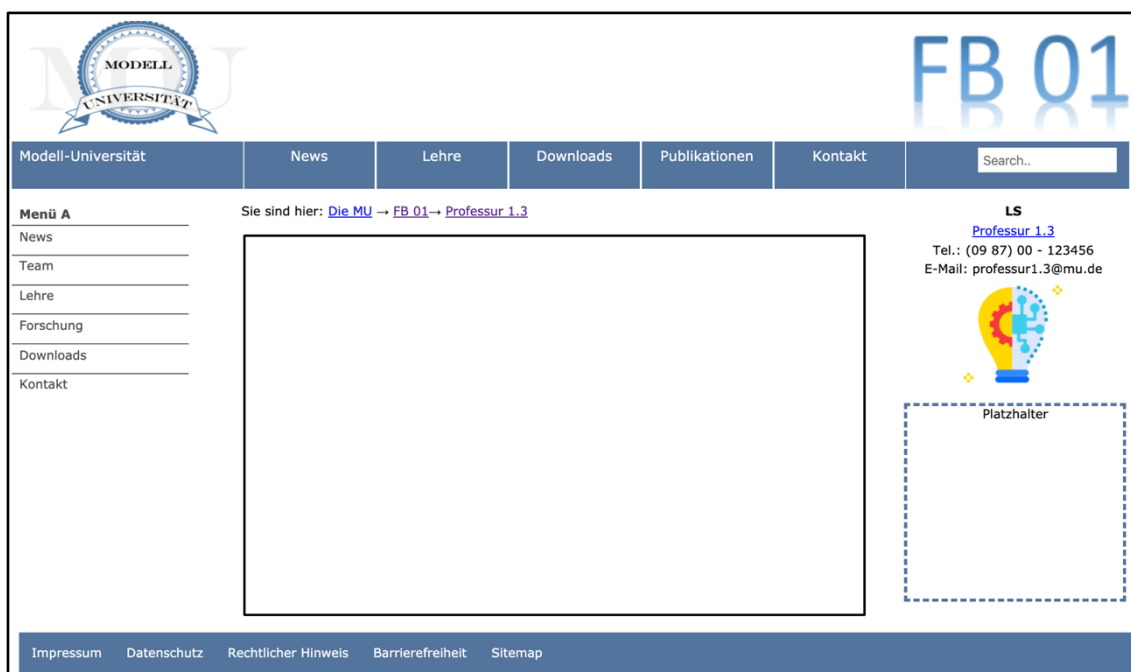 MU
MODELL
UNIVERSITÄT
FB 01
Modell-Universität News Lehre Downloads Publikationen Kontakt Search..
Menü A
News
Team
Lehre
Forschung
Downloads
Kontakt
Sie sind hier: Die MU → FB 01→ Professur 1.3
LS
Professur 1.3
Tel.: (09 87) 00 - 123456
E-Mail: professur1.3@mu.de
Platzhalter
Impressum Datenschutz Rechtlicher Hinweis Barrierefreiheit Sitemap